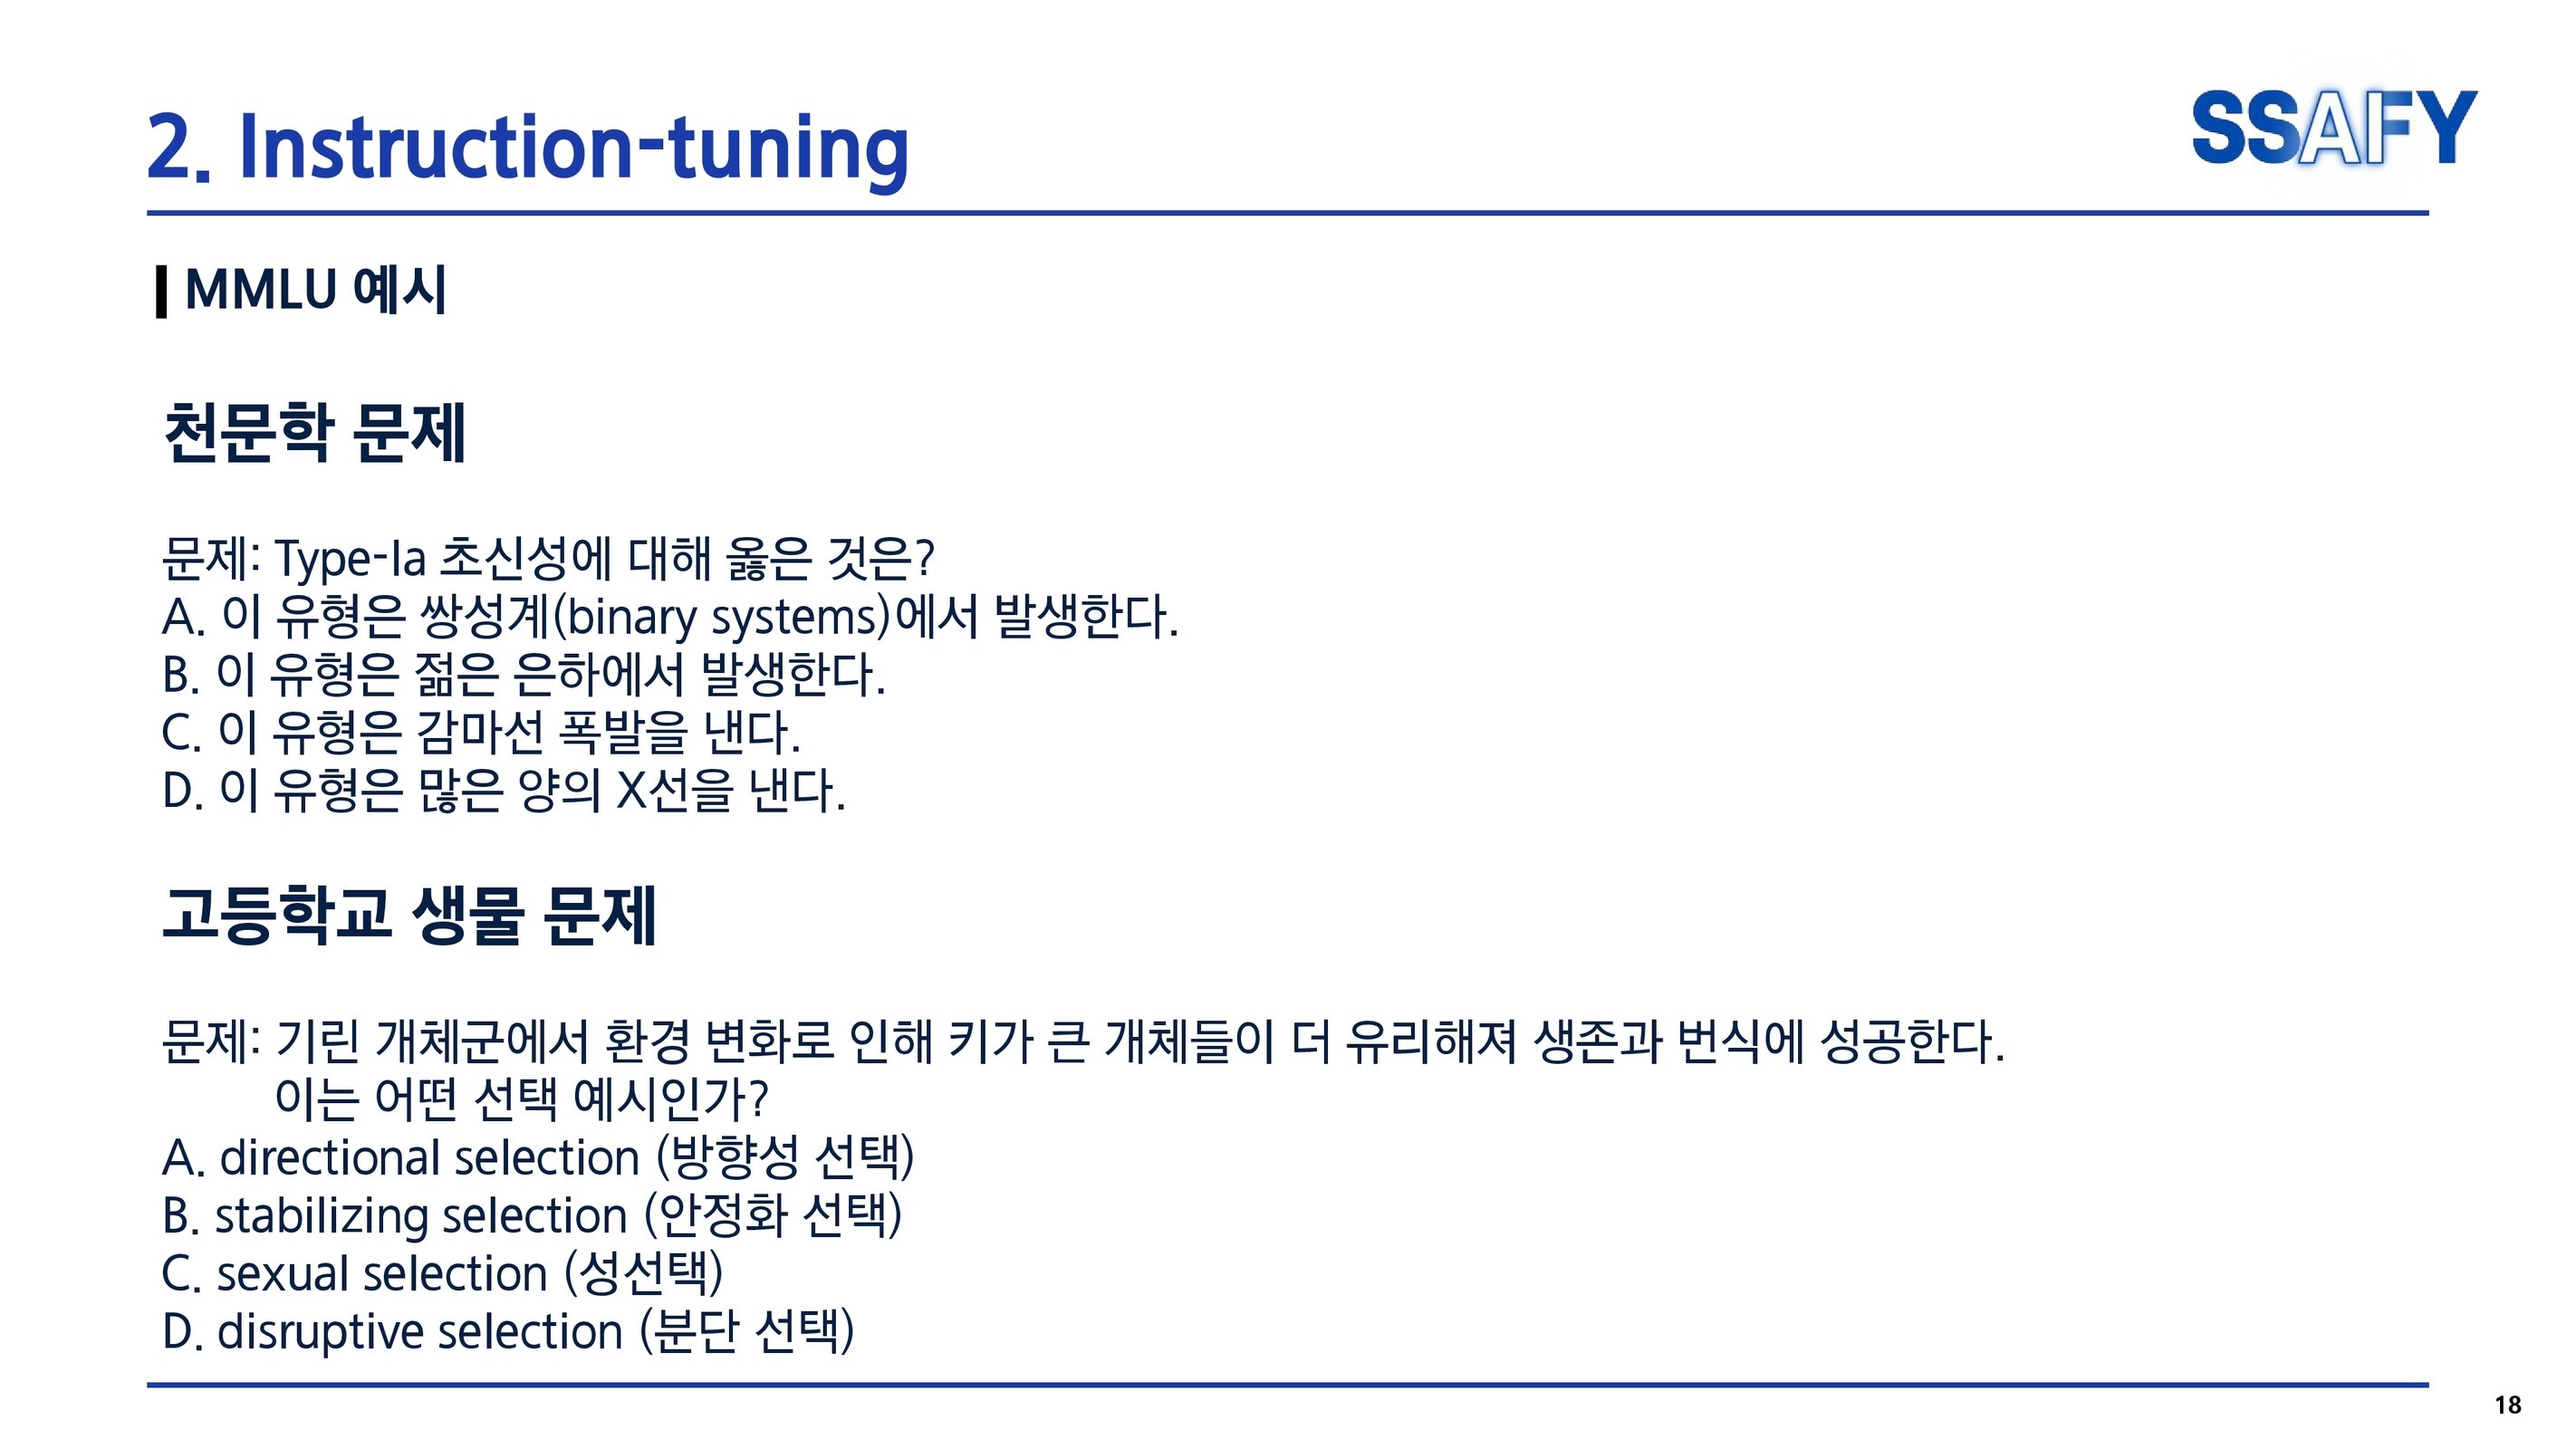 2. Instruction-tuning
SSAFY
MMLU 예시
천문학 문제
문제: Type-Ia 초신성에 대해 옳은 것은?
A. 이 유형은 쌍성계(binary systems)에서 발생한다.
B. 이 유형은 젊은 은하에서 발생한다.
C. 이 유형은 감마선 폭발을 낸다.
D. 이 유형은 많은 양의 X선을 낸다.
고등학교 생물 문제
문제: 기린 개체군에서 환경 변화로 인해 키가 큰 개체들이 더 유리해져 생존과 번식에 성공한다.
이는 어떤 선택 예시인가?
A. directional selection (방향성 선택)
B. stabilizing selection (안정화 선택)
C. sexual selection (성선택)
D. disruptive selection (분단 선택)
18